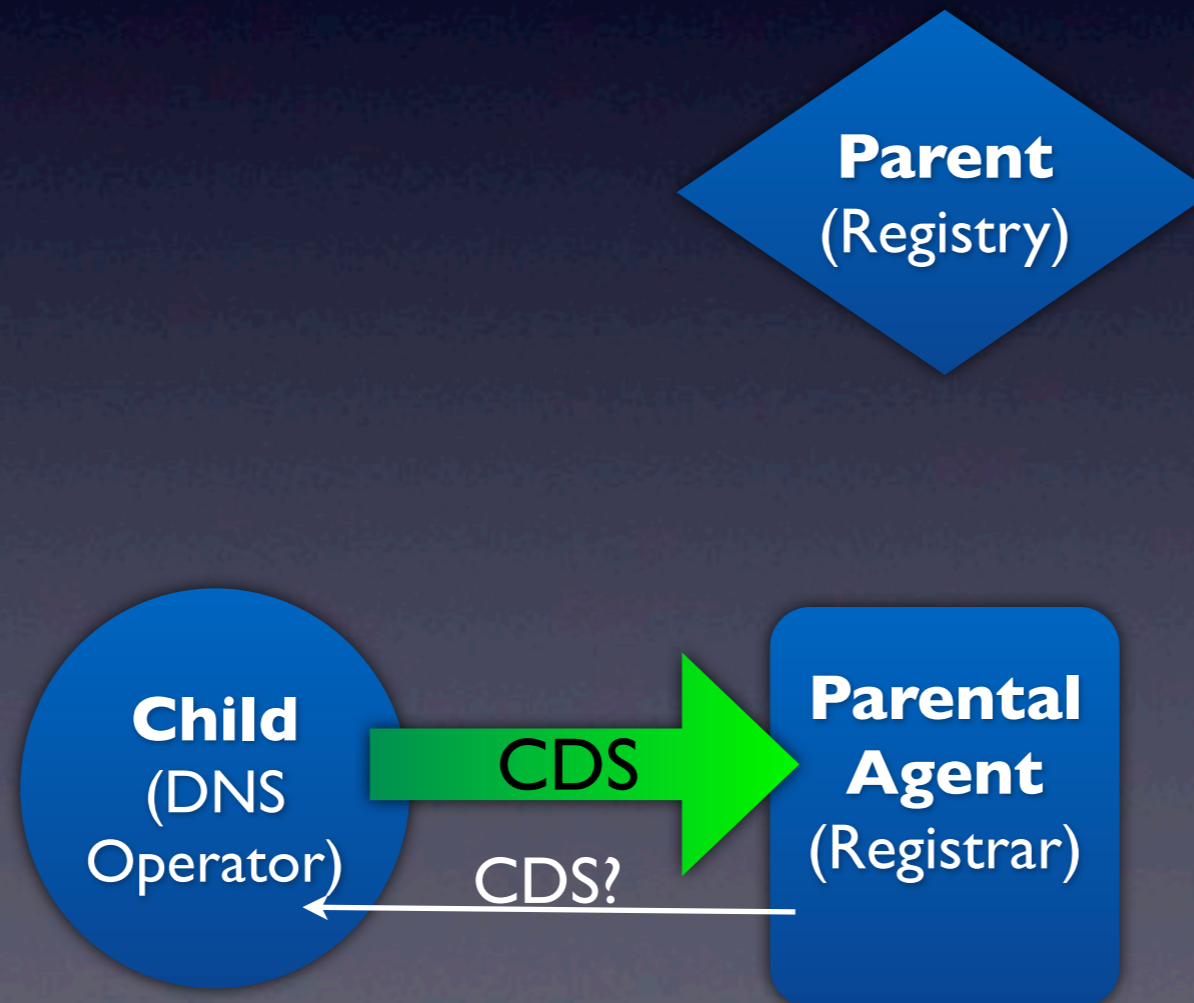 Parent
(Registry)
Child
(DNS
Operator)
CDS
CDS?
Parental
Agent
(Registrar)